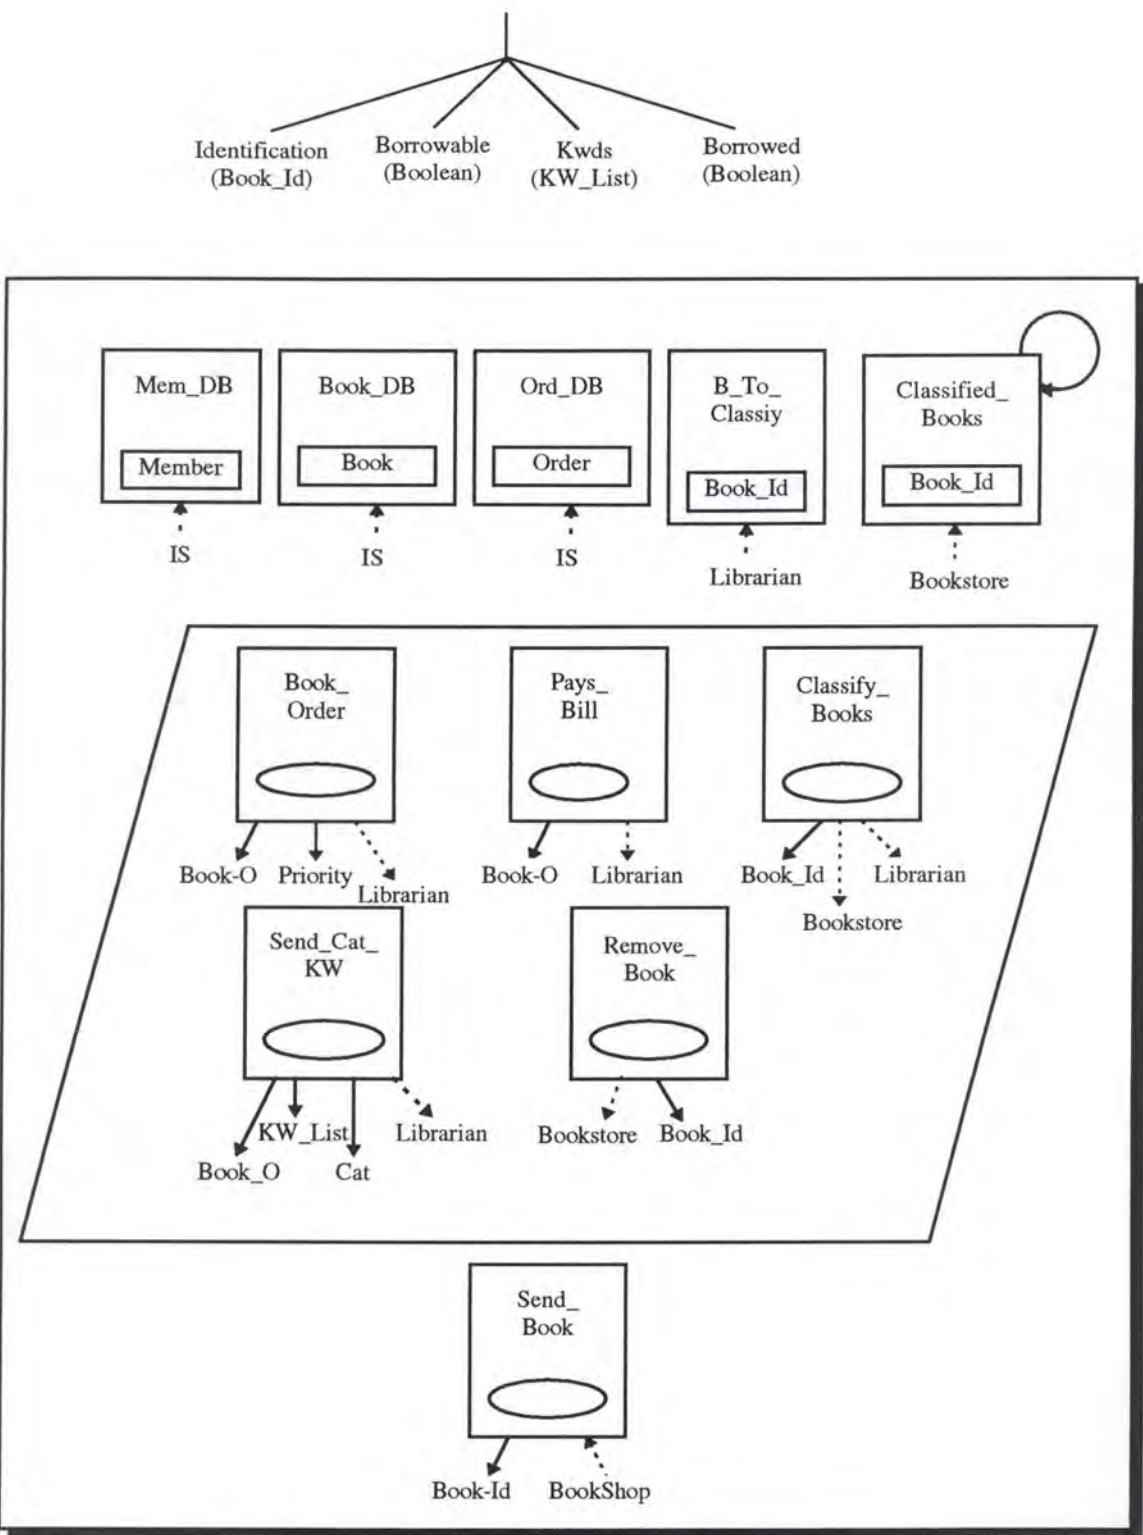 Identification
(Book_Id)
Borrowable
(Boolean)
Kwds
(KW_List)
Borrowed
(Boolean)
Mem_DB
Member
IS
Book_DB
Book
IS
Ord_DB
Order
IS
B_To_
Classiy
Book_Id
Librarian
Classified_
Books
Book_Id
Bookstore
Book_
Order
Book-O
Priority
Librarian
Pays_
Bill
Book-O
Librarian
Classify_
Books
Book_Id
Librarian
Bookstore
Send_Cat_
KW
KW_List
Librarian
Book_O
Cat
Remove_
Book
Bookstore
Book_Id
Send_
Book
Book-Id
BookShop